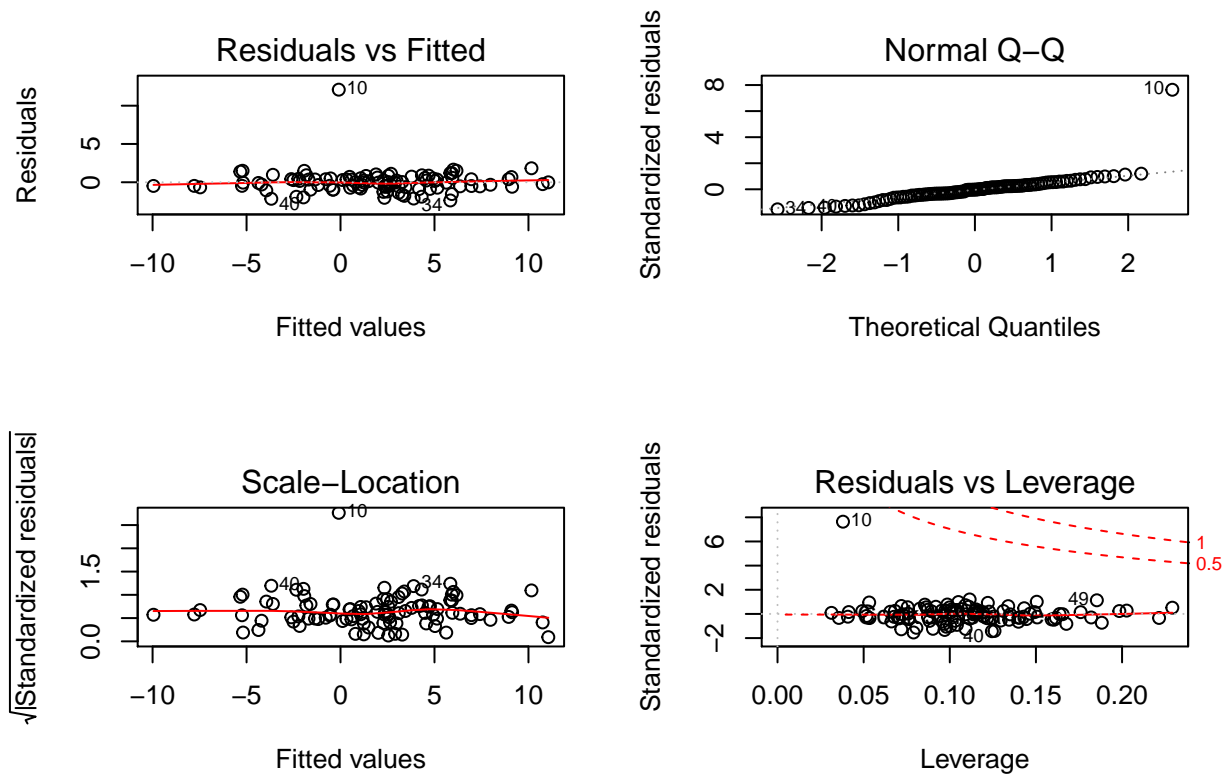 Residuals vs Fitted
Residuals
5
0
10
40
34
−10 −5 0 5 10
Fitted values
Normal Q−Q
Standardized residuals
8
4
0
10
34
40
−2 −1 0 1 2
Theoretical Quantiles
Scale−Location
√|Standardized residuals|
1.5
0.0
10
40
34
−10 −5 0 5 10
Fitted values
Residuals vs Leverage
Standardized residuals
6
2
−2
10
1
0.5
49
40
0.00 0.05 0.10 0.15 0.20
Leverage